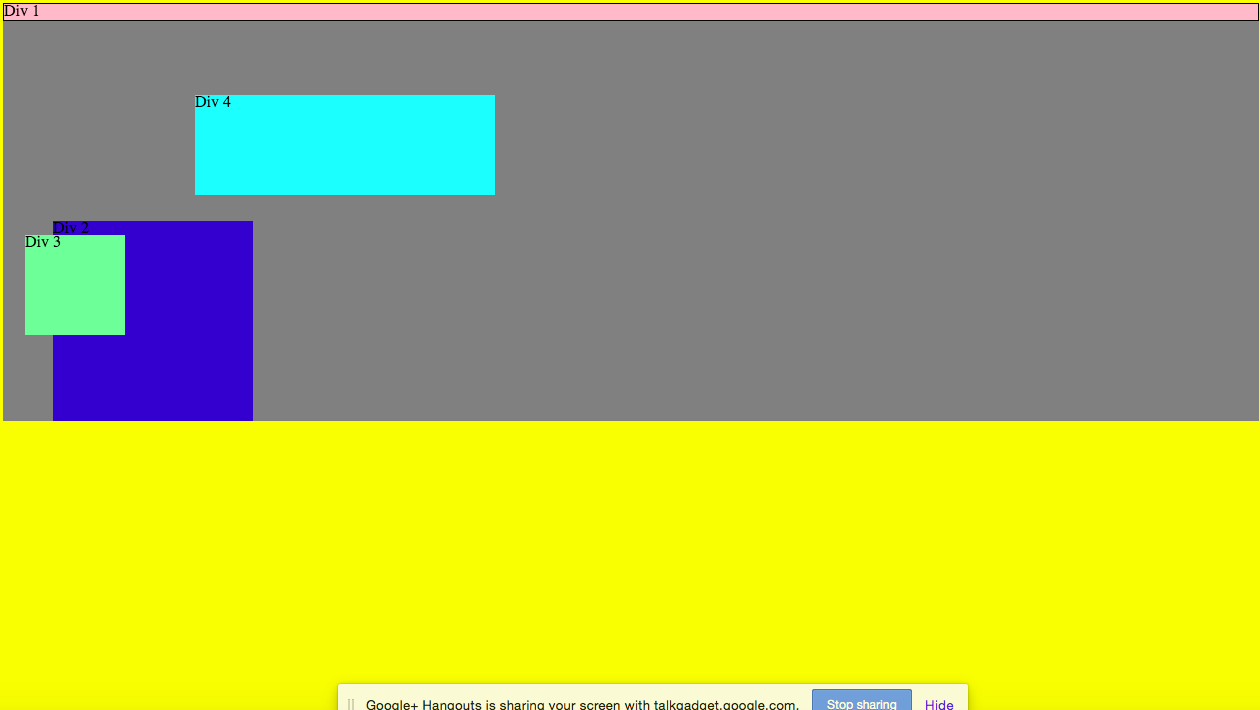 Div 1
Div 4
Div 2
Div 3
Google+ Hangouts is sharing your screen with talkgadget.google.com. Stop sharing Hide